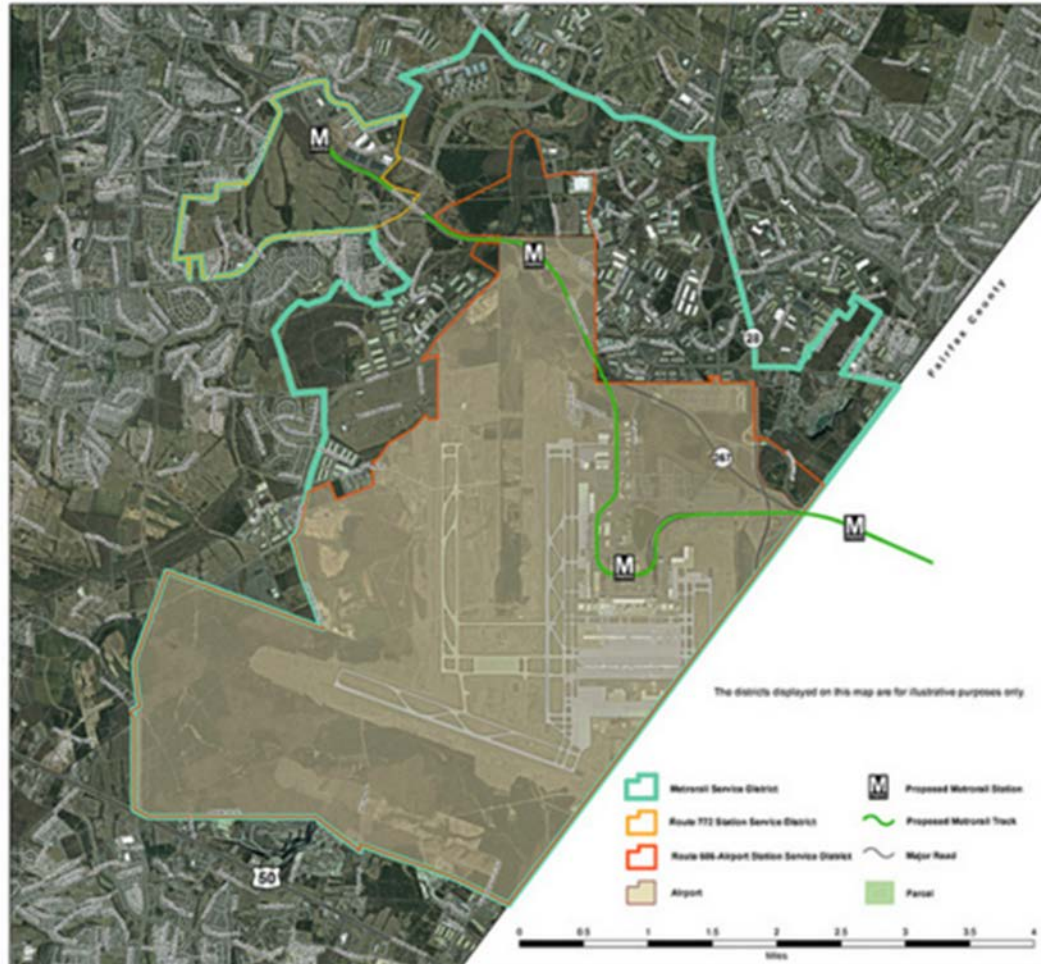 M
M
28
Fairfax County
267
M
M
The districts displayed on this map are for illustrative purposes only.
Metrorail Service District
M Proposed Metrorail Station
Route 772 Station Service District
Proposed Metrorail Track
Route 606-Airport Station Service District
Major Road
Airport
Parcel
50
0 0.5 1 1.5 2 2.5 3 3.5 4
Miles